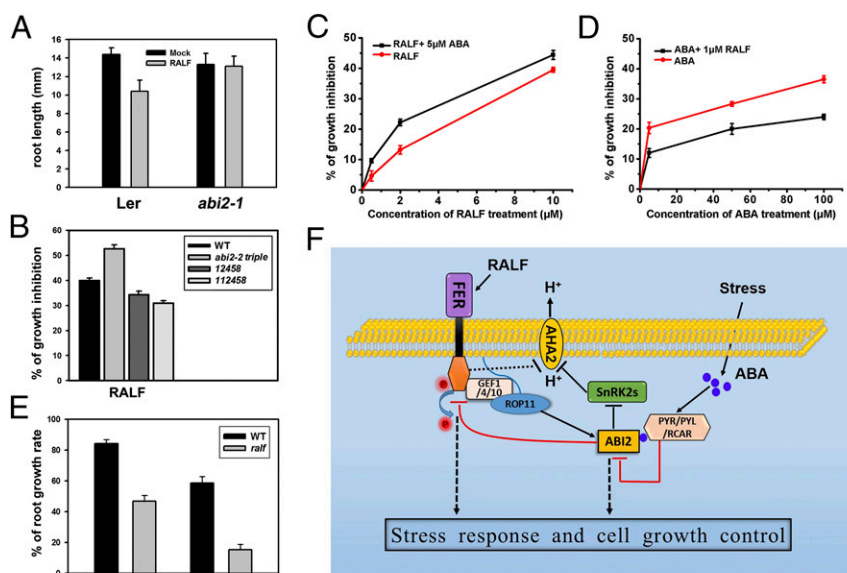 A
root length (mm)
16
14
12
10
8
6
4
2
0
Mock
RALF
Ler
abi2-1
B
% of growth inhibition
60
50
40
30
20
10
0
WT
abi2-2 triple
12458
112458
RALF
E
% of root growth rate
100
80
60
40
20
0
WT
ralf
C
% of growth inhibition
50
40
30
20
10
0
RALF+ 5μM ABA
RALF
0 2 4 6 8 10
Concentration of RALF treatment (μM)
D
% of growth inhibition
50
40
30
20
10
0
ABA+ 1μM RALF
ABA
0 20 40 60 80 100
Concentration of ABA treatment (μM)
F
RALF
FER
H⁺
AHA2
H⁺
Stress
ABA
GEF1
/4/10
ROP11
SnRK2s
ABI2
PYR/PYL
/RCAR
P
P
Stress response and cell growth control